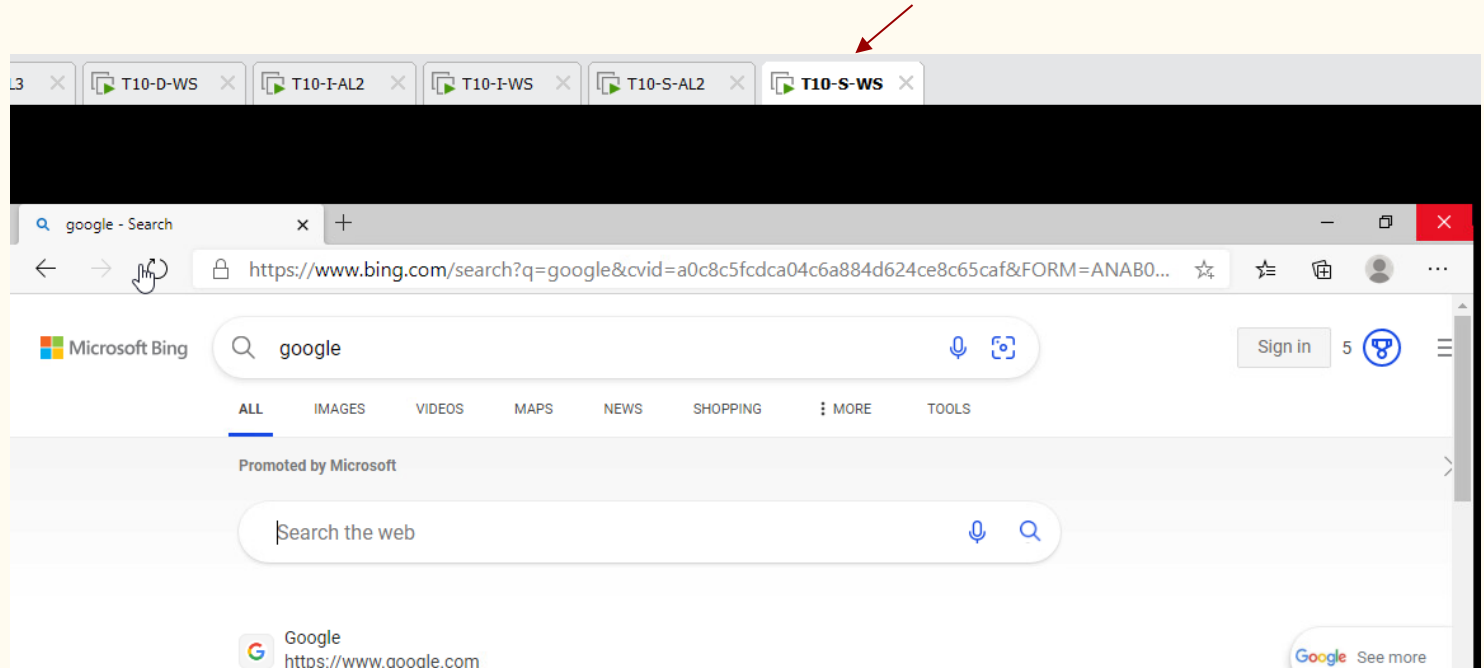 L3 T10-D-WS T10-I-AL2 T10-I-WS T10-S-AL2 T10-S-WS
google - Search
https://www.bing.com/search?q=google&cvid=a0c8c5fcdca04c6a884d624ce8c65caf&FORM=ANAB0...
Microsoft Bing google Sign in 5
ALL IMAGES VIDEOS MAPS NEWS SHOPPING MORE TOOLS
Promoted by Microsoft
Search the web
Google
https://www.google.com
Google See more